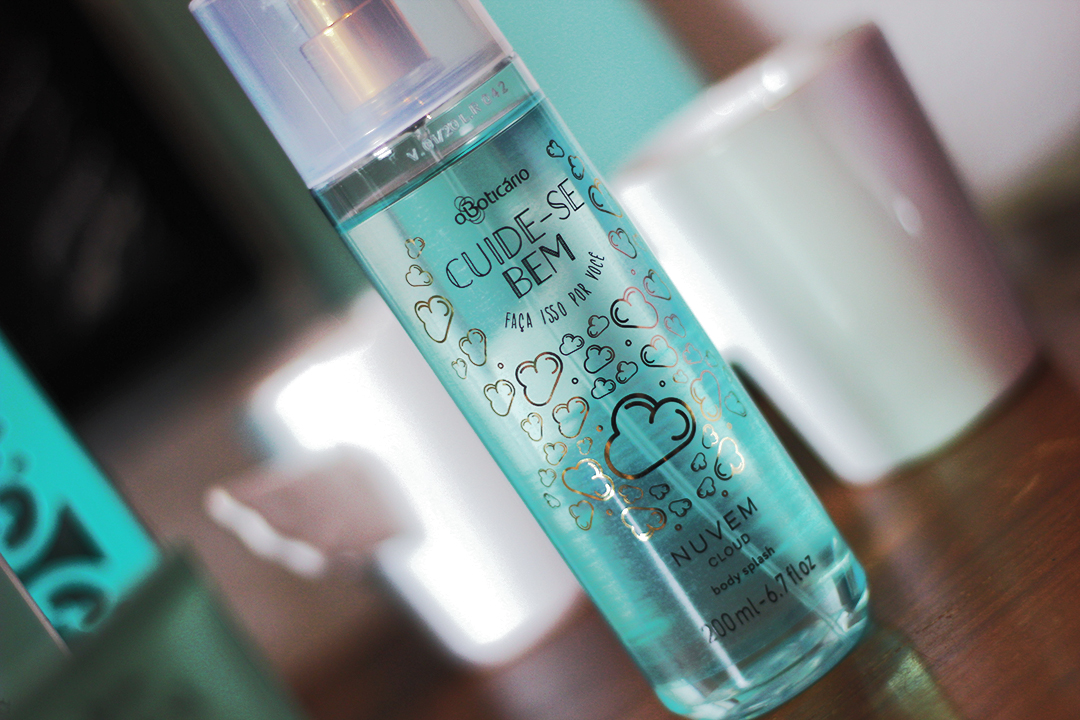 oBoticário
CUIDE-SE
BEM
FAÇA ISSO POR VOCÊ
NUVEM
CLOUD
body splash
200 ml - 6.7 fl oz